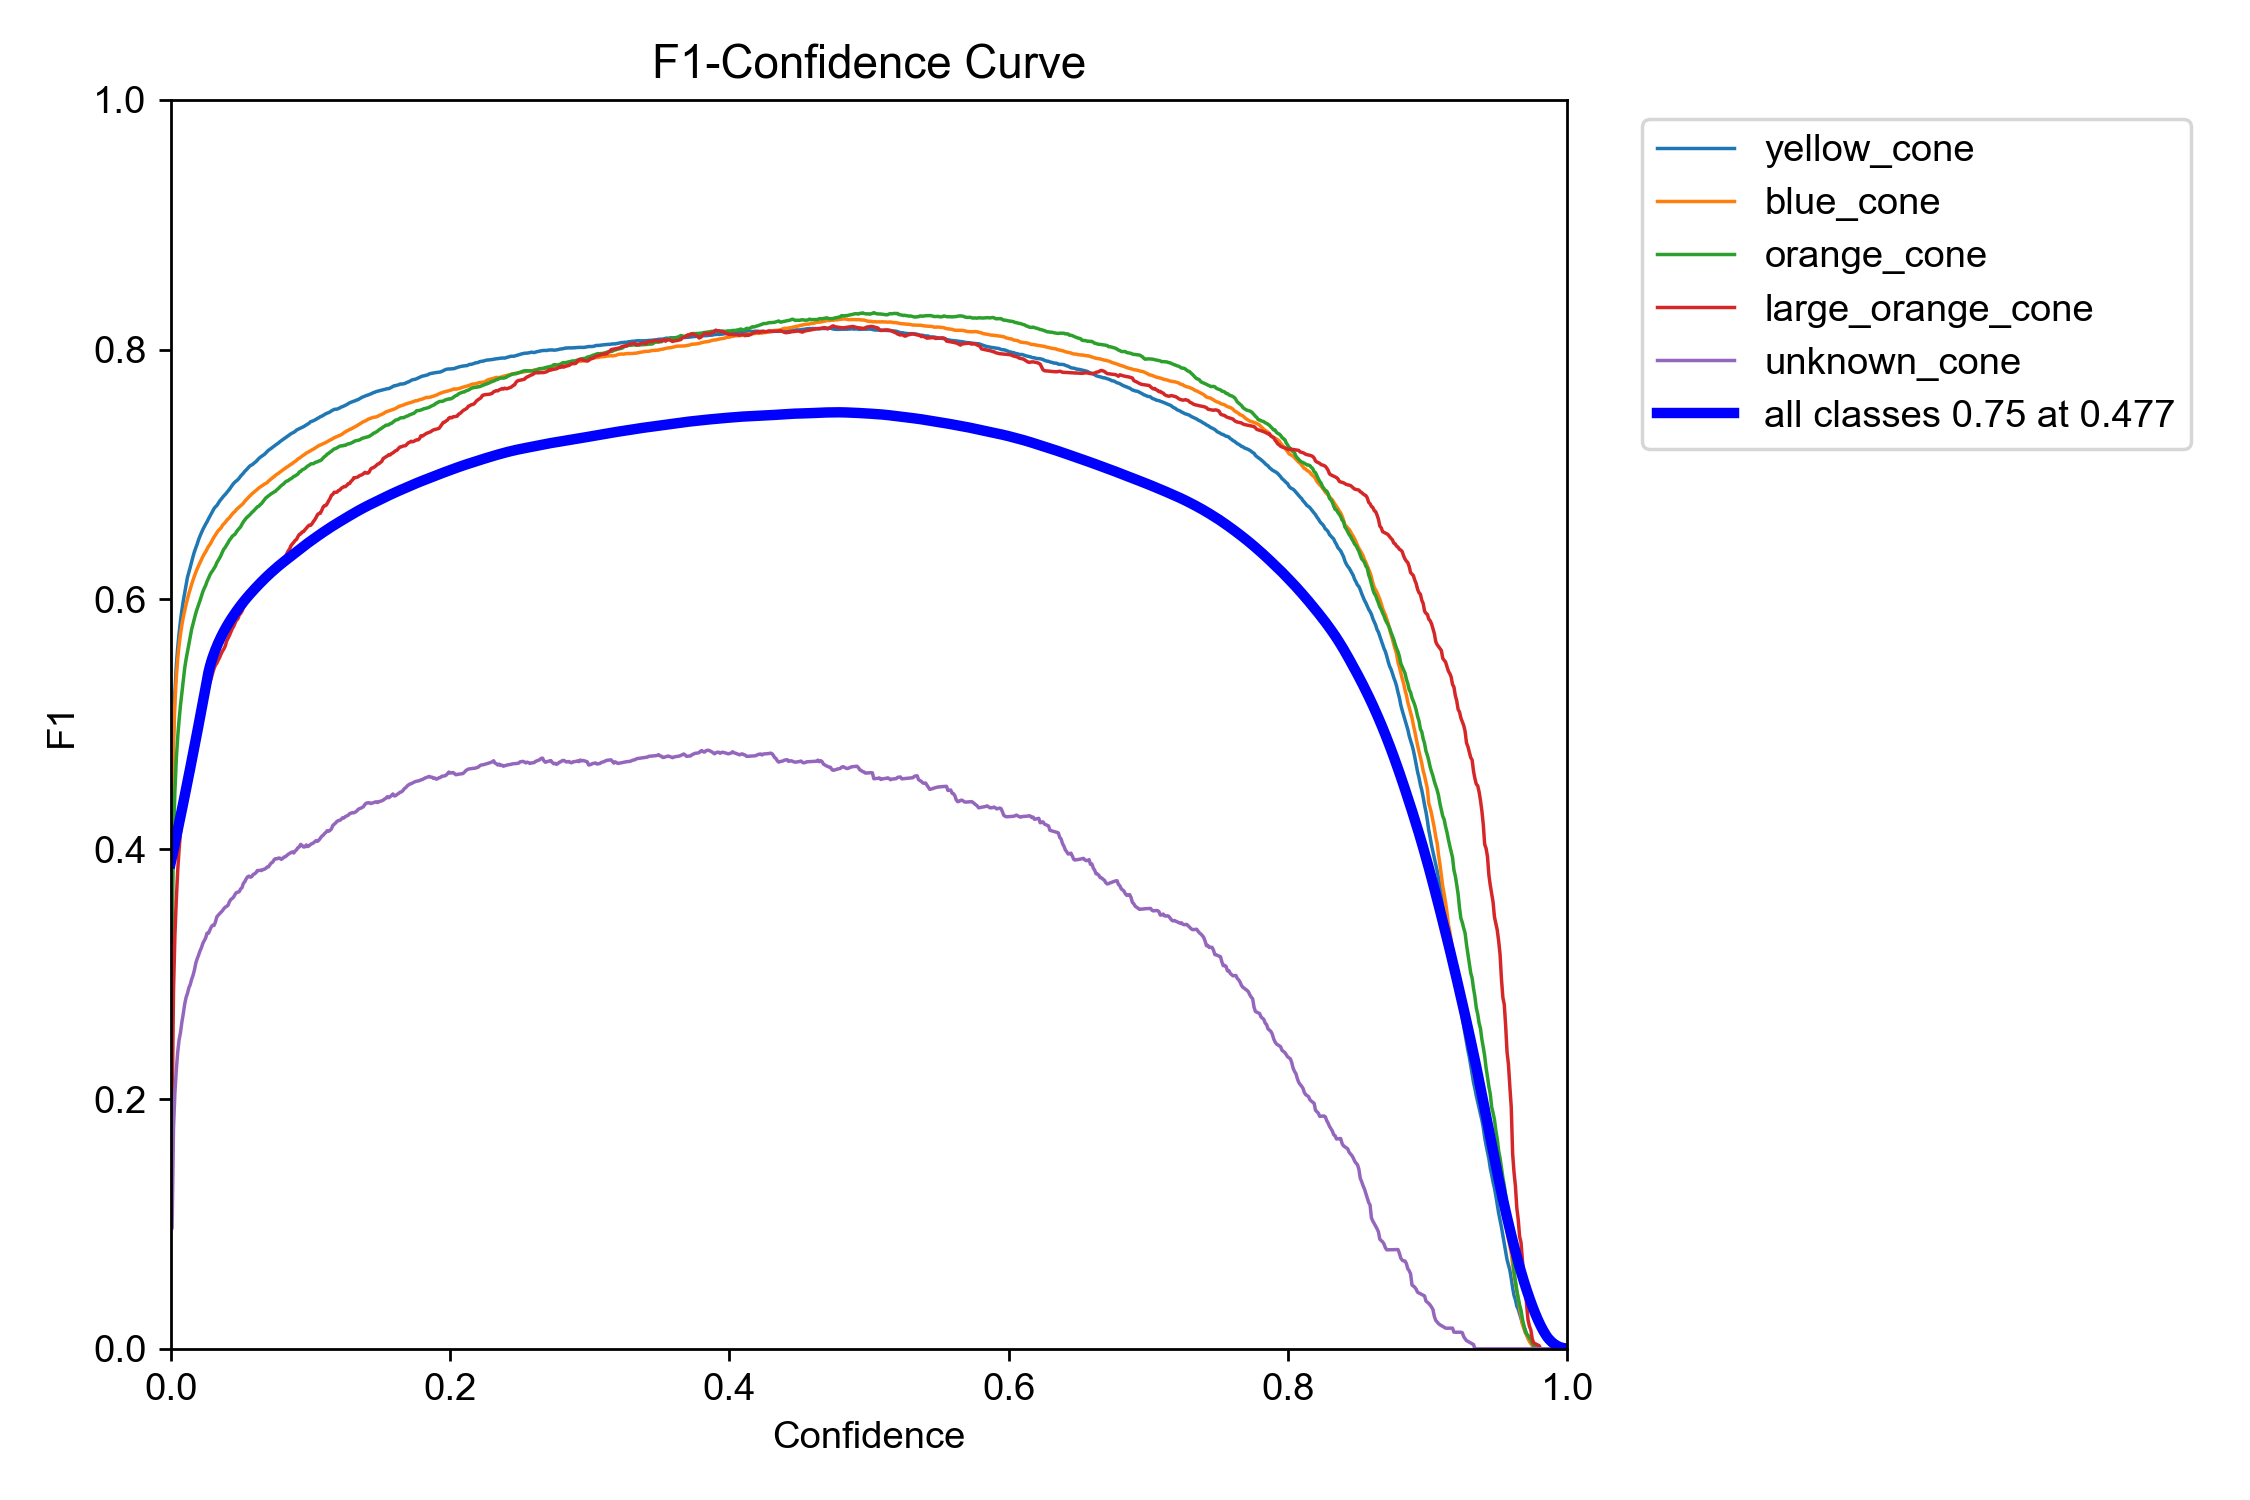 F1-Confidence Curve
1.0
0.8
0.6
0.4
0.2
0.0
F1
0.0 0.2 0.4 0.6 0.8 1.0
Confidence
yellow_cone
blue_cone
orange_cone
large_orange_cone
unknown_cone
all classes 0.75 at 0.477